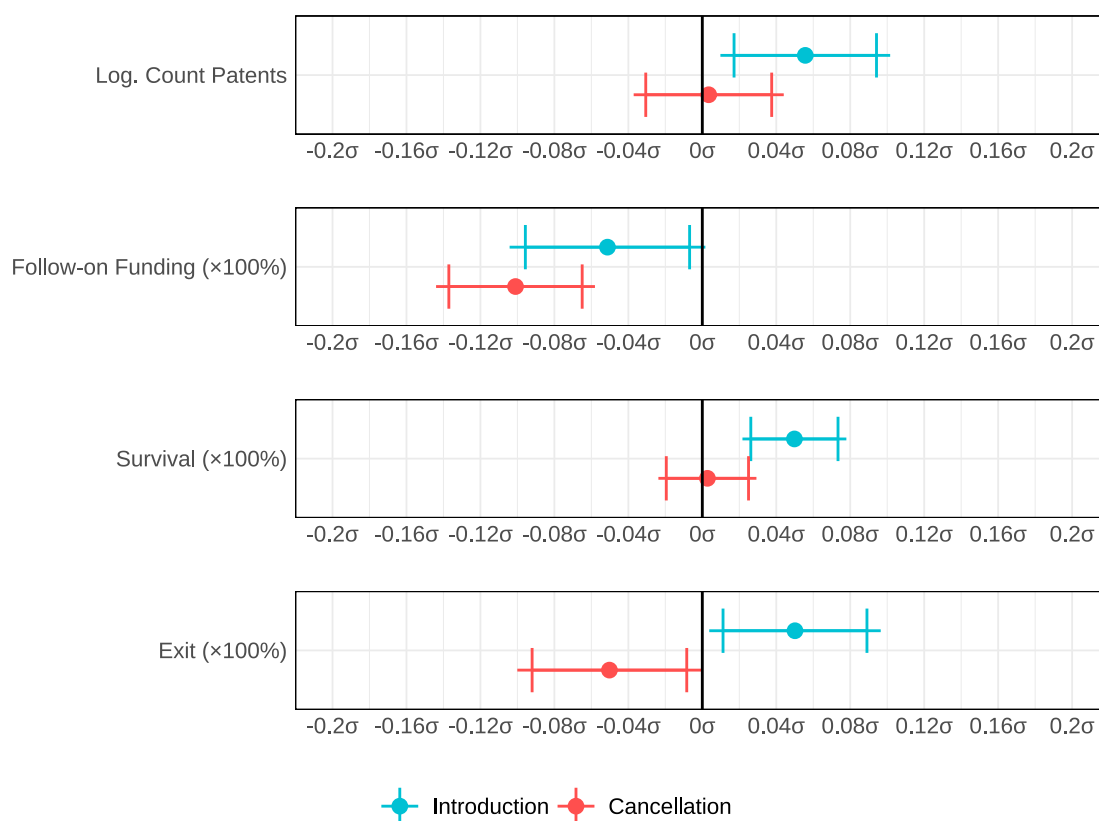 Log. Count Patents
-0.2σ -0.16σ -0.12σ -0.08σ -0.04σ 0σ 0.04σ 0.08σ 0.12σ 0.16σ 0.2σ
Follow-on Funding (×100%)
-0.2σ -0.16σ -0.12σ -0.08σ -0.04σ 0σ 0.04σ 0.08σ 0.12σ 0.16σ 0.2σ
Survival (×100%)
-0.2σ -0.16σ -0.12σ -0.08σ -0.04σ 0σ 0.04σ 0.08σ 0.12σ 0.16σ 0.2σ
Exit (×100%)
-0.2σ -0.16σ -0.12σ -0.08σ -0.04σ 0σ 0.04σ 0.08σ 0.12σ 0.16σ 0.2σ
Introduction Cancellation